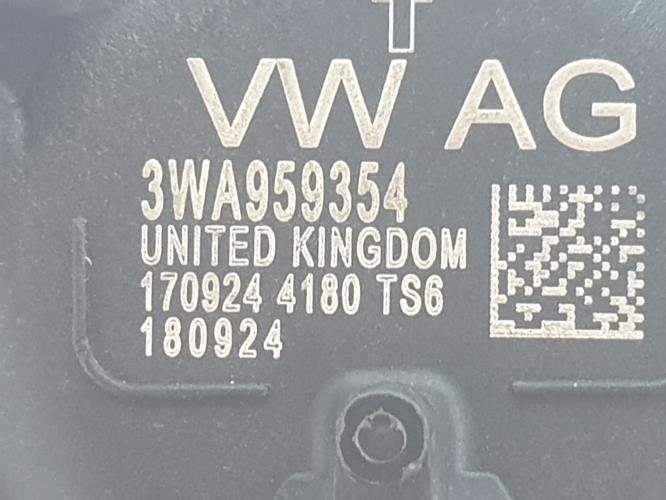 VW AG
3WA959354
UNITED KINGDOM
170924 4180 TS6
180924